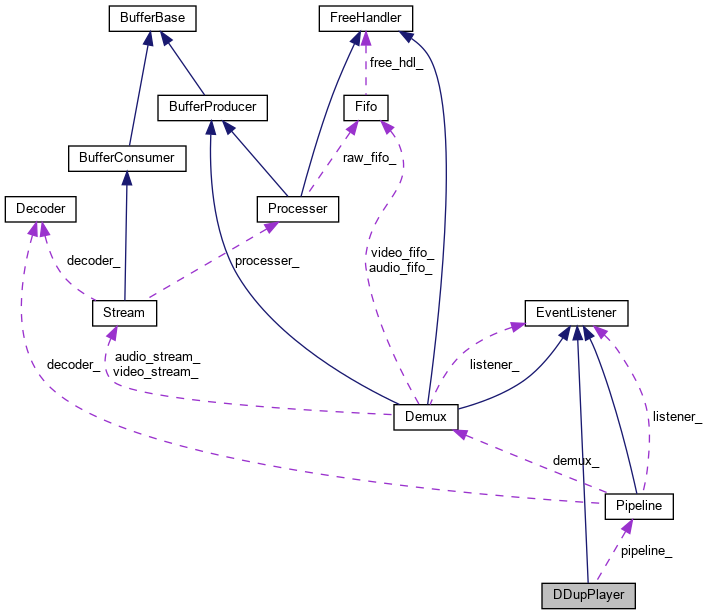 BufferBase
FreeHandler
free_hdl_
BufferProducer
Fifo
BufferConsumer
raw_fifo_
Decoder
Processer
decoder_
processer_
video_fifo_
audio_fifo_
Stream
EventListener
audio_stream_
video_stream_
decoder_
listener_
Demux
listener_
demux_
Pipeline
pipeline_
DDupPlayer